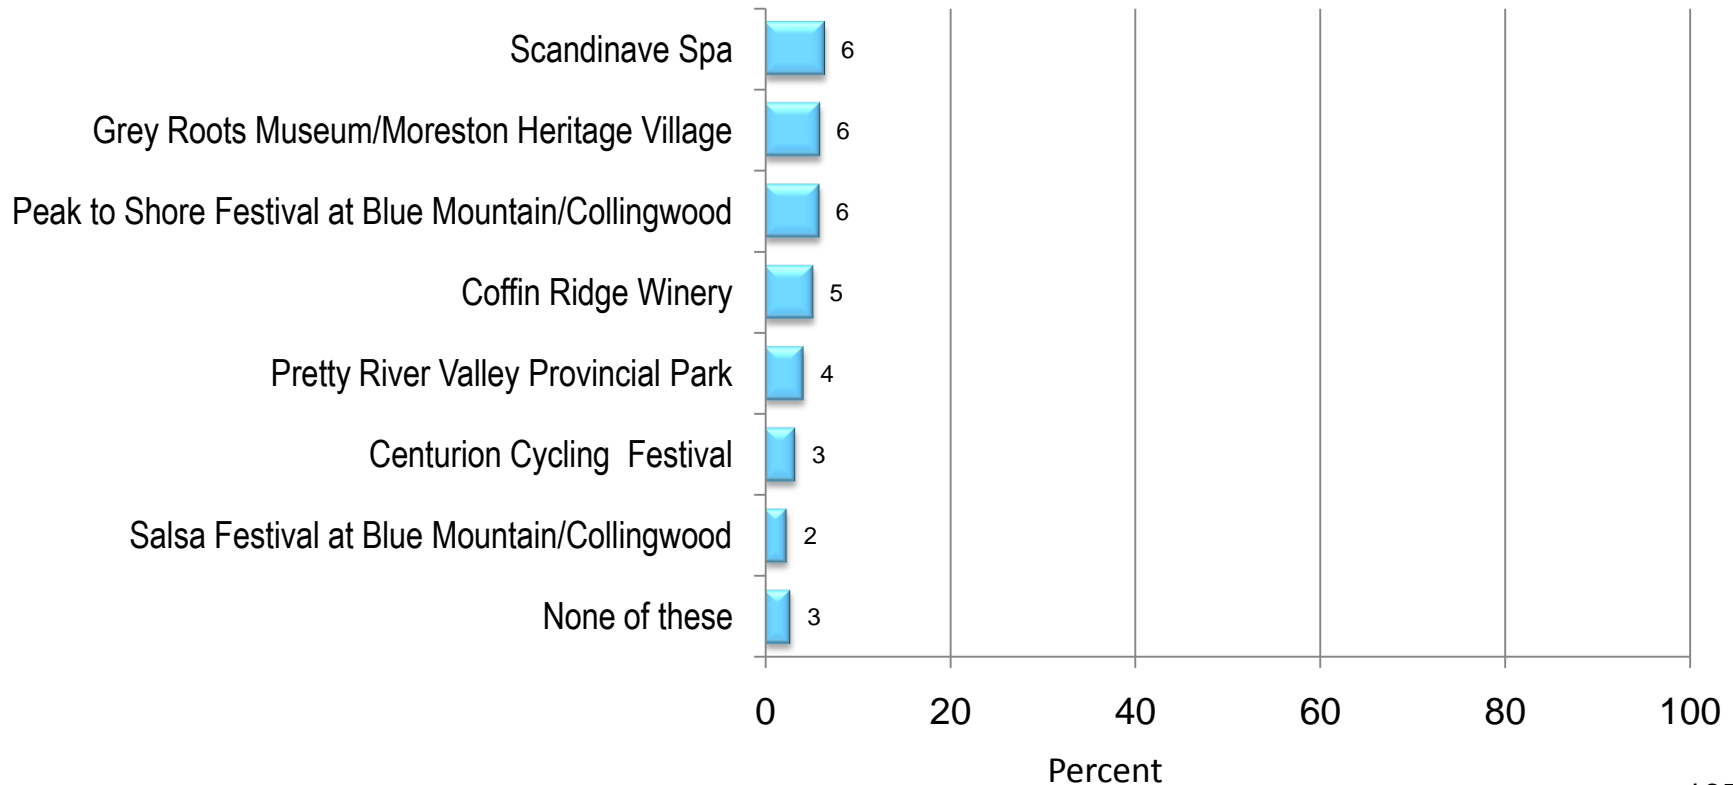 Scandinave Spa 6
Grey Roots Museum/Moreston Heritage Village 6
Peak to Shore Festival at Blue Mountain/Collingwood 6
Coffin Ridge Winery 5
Pretty River Valley Provincial Park 4
Centurion Cycling  Festival 3
Salsa Festival at Blue Mountain/Collingwood 2
None of these 3
0 20 40 60 80 100
Percent